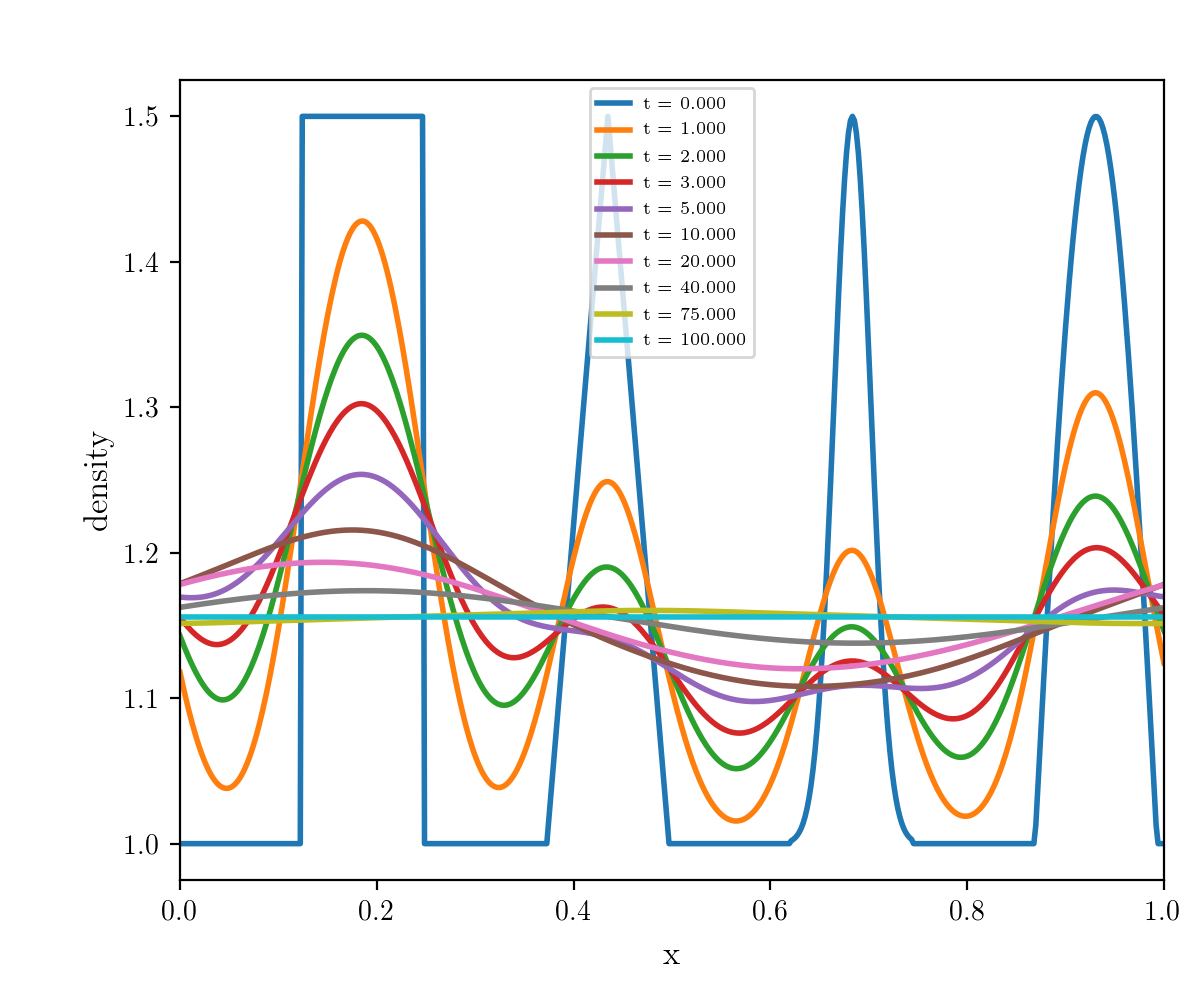 density
1.5
1.4
1.3
1.2
1.1
1.0
t = 0.000
t = 1.000
t = 2.000
t = 3.000
t = 5.000
t = 10.000
t = 20.000
t = 40.000
t = 75.000
t = 100.000
0.0 0.2 0.4 0.6 0.8 1.0
x